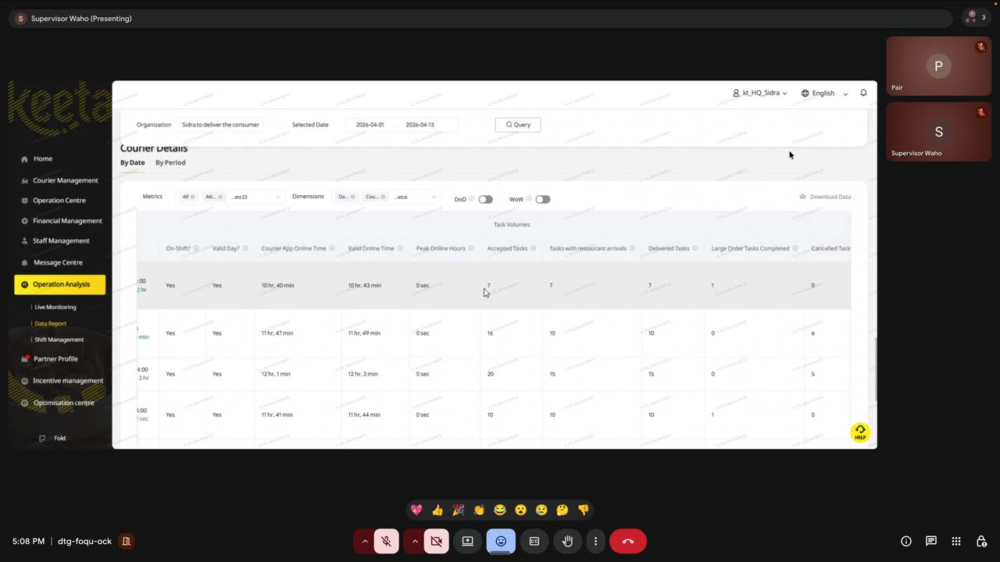 S Supervisor Waho (Presenting)
3
P
Pair
S
Supervisor Waho
keeta
kt_HQ_Sidra
English
Organization Sidra to deliver the consumer Selected Date 2026-04-01 - 2026-04-13 Query
Courier Details
By Date By Period
Metrics All Att... ...etc23 Dimensions Da... Cou... ...etc6 DoD WoW Download Data
Task Volumes
On-Shift? Valid Day? Courier App Online Time Valid Online Time Peak Online Hours Accepted Tasks Tasks with restaurant arrivals Delivered Tasks Large Order Tasks Completed Cancelled Task
:00
2 hr
Yes Yes 10 hr, 40 min 10 hr, 43 min 0 sec 7 7 7 1 0
min
Yes Yes 11 hr, 47 min 11 hr, 49 min 0 sec 16 10 10 0 6
4:00
2 hr
Yes Yes 12 hr, 1 min 12 hr, 3 min 0 sec 20 15 15 0 5
:00
sec
Yes Yes 11 hr, 41 min 11 hr, 44 min 0 sec 10 10 10 1 0
Home
Courier Management
Operation Centre
Financial Management
Staff Management
Message Centre
Operation Analysis
Live Monitoring
Data Report
Shift Management
Partner Profile
Incentive management
Optimisation centre
Fold
HELP
5:08 PM | dtg-foqu-ock